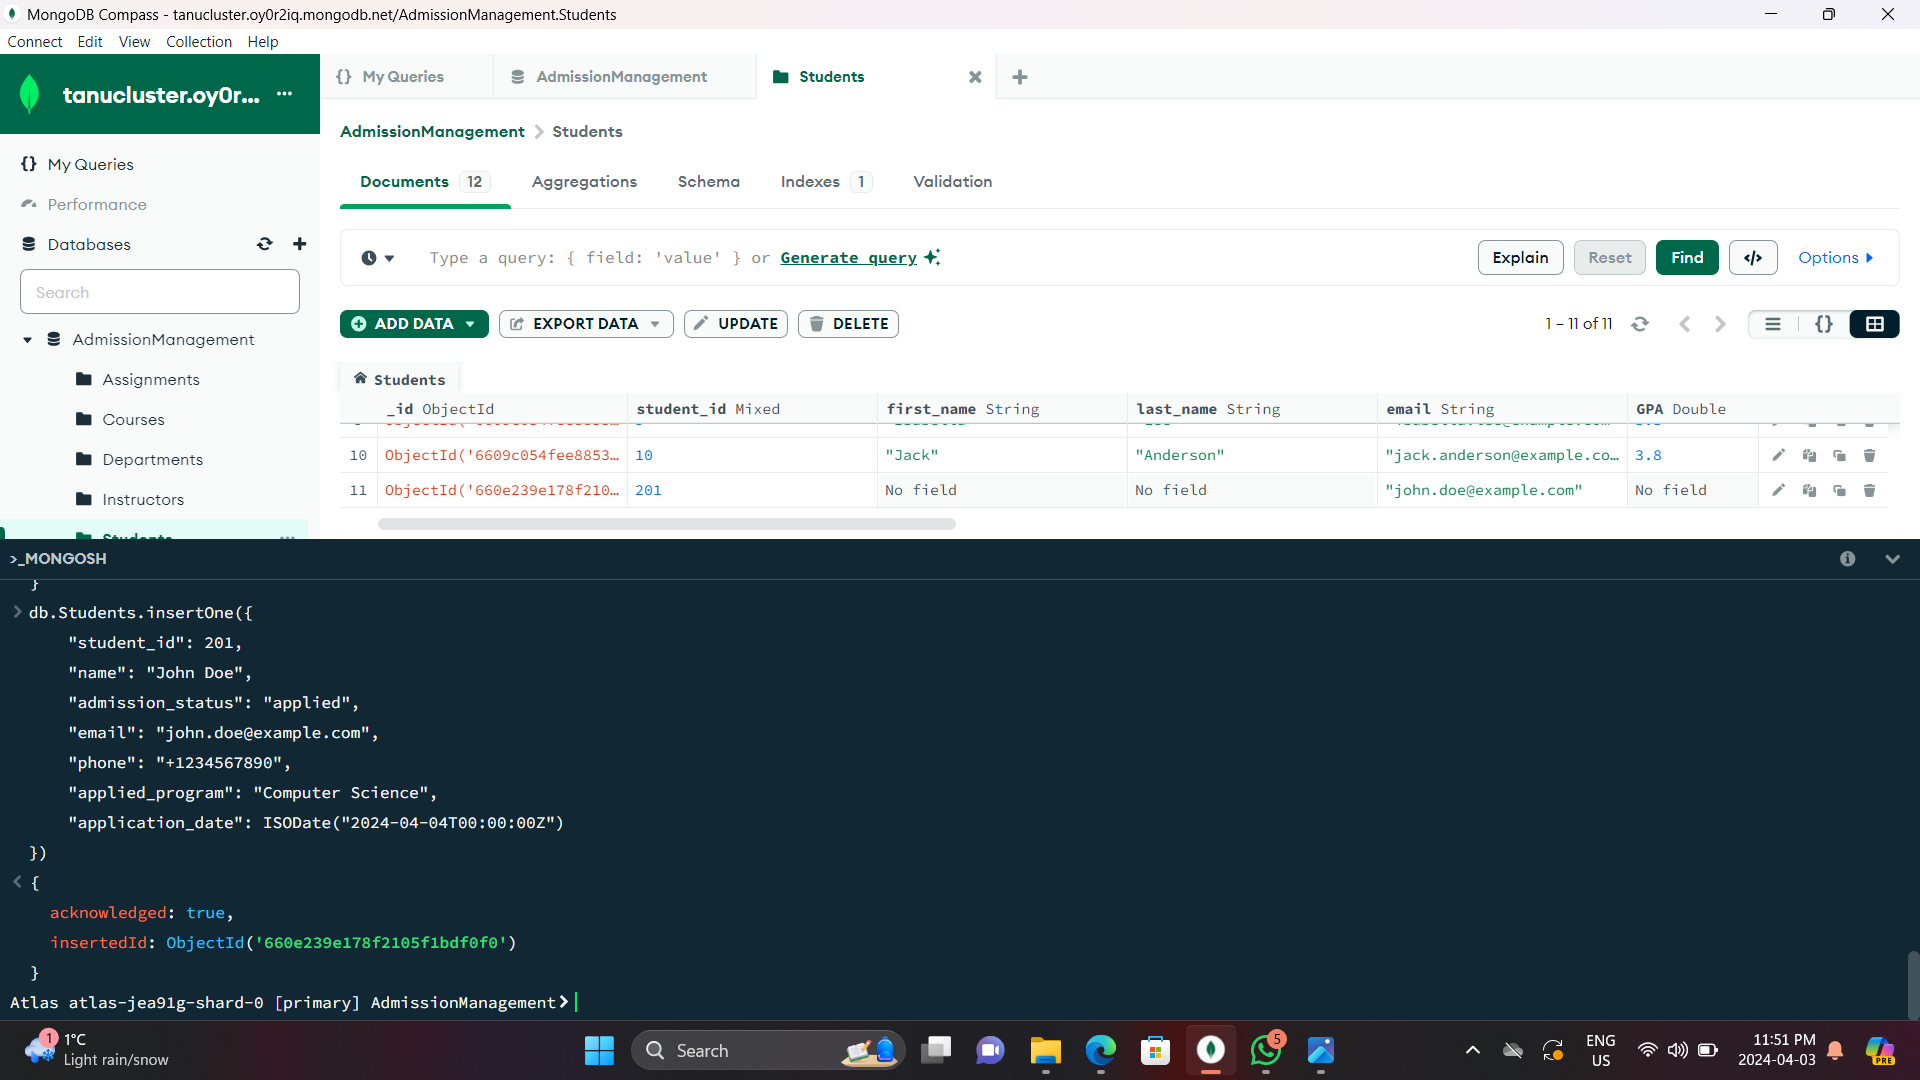 MongoDB Compass - tanucluster.oy0r2iq.mongodb.net/AdmissionManagement.Students
Connect Edit View Collection Help
tanucluster.oy0r... ...
{} My Queries
AdmissionManagement
Students
AdmissionManagement > Students
My Queries
Performance
Databases
Search
AdmissionManagement
Assignments
Courses
Departments
Instructors
Students
Documents 12 Aggregations Schema Indexes 1 Validation
Type a query: { field: 'value' } or Generate query
Explain Reset Find </> Options
ADD DATA EXPORT DATA UPDATE DELETE
1 – 11 of 11
Students
_id ObjectId student_id Mixed first_name String last_name String email String GPA Double
10 ObjectId('6609c054fee8853... 10 "Jack" "Anderson" "jack.anderson@example.co... 3.8
11 ObjectId('660e239e178f210... 201 No field No field "john.doe@example.com" No field
>_MONGOSH
}
> db.Students.insertOne({
"student_id": 201,
"name": "John Doe",
"admission_status": "applied",
"email": "john.doe@example.com",
"phone": "+1234567890",
"applied_program": "Computer Science",
"application_date": ISODate("2024-04-04T00:00:00Z")
})
< {
acknowledged: true,
insertedId: ObjectId('660e239e178f2105f1bdf0f0')
}
Atlas atlas-jea91g-shard-0 [primary] AdmissionManagement>
1
1°C
Light rain/snow
Search
5
ENG
US
11:51 PM
2024-04-03
PRE